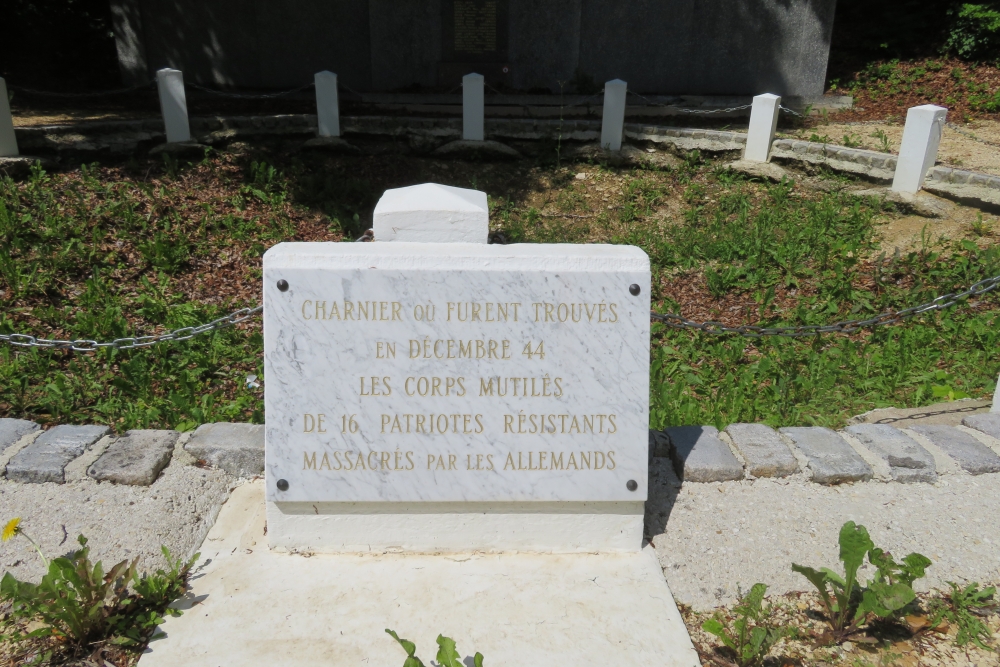 CHARNIER OÙ FURENT TROUVÉS
EN DÉCEMBRE 44
LES CORPS MUTILÉS
DE 16 PATRIOTES RÉSISTANTS
MASSACRÉS PAR LES ALLEMANDS